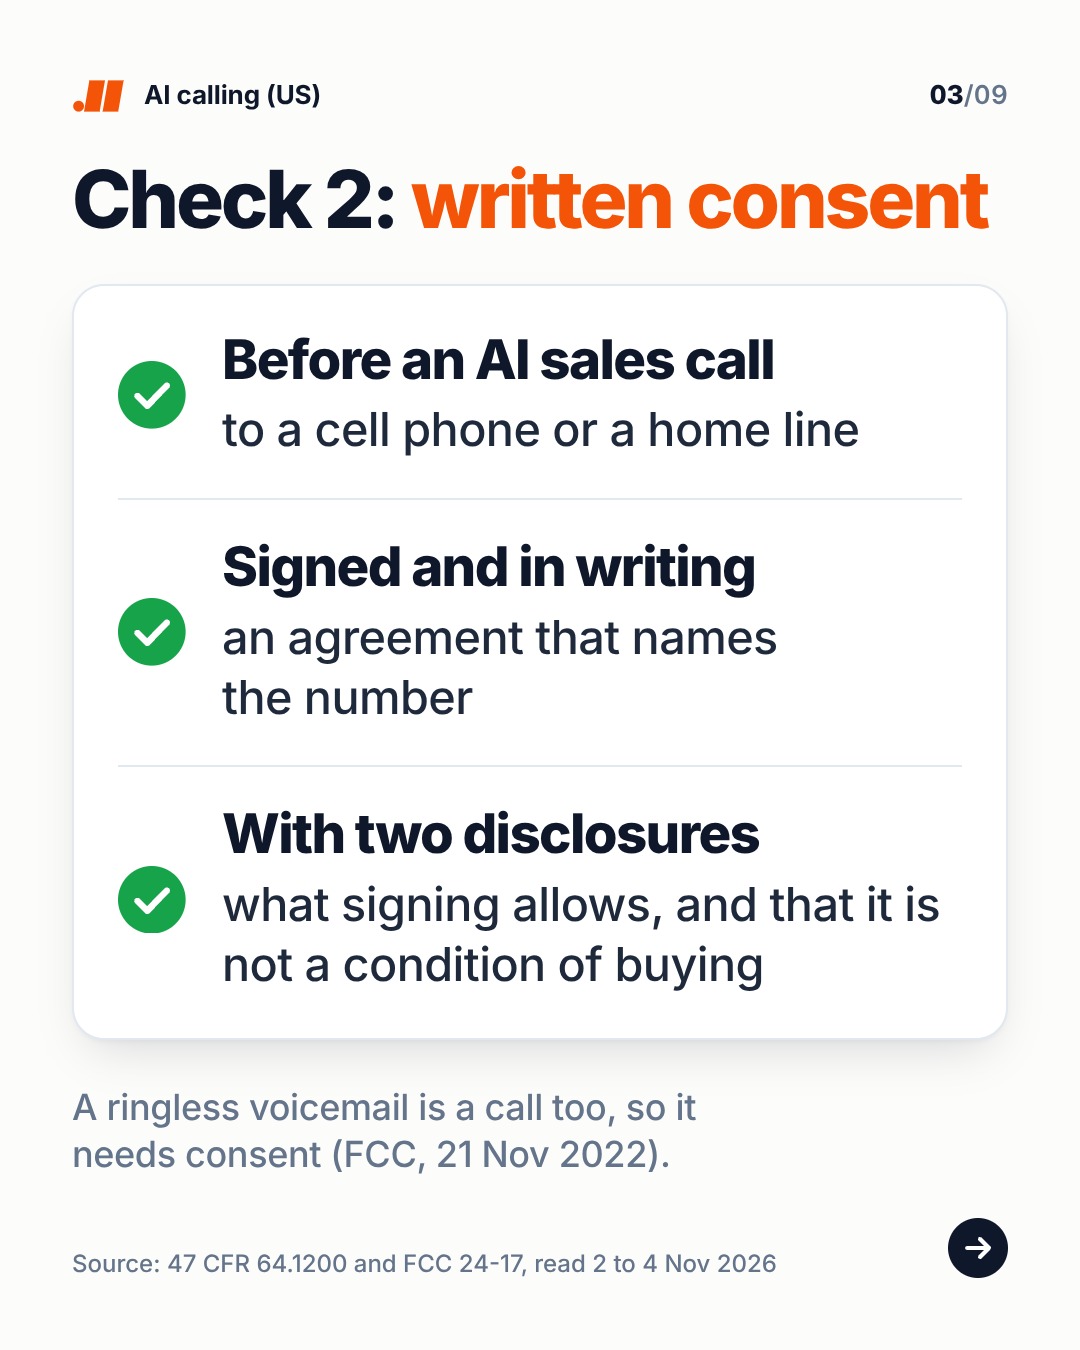 AI calling (US)
03/09
Check 2: written consent
Before an AI sales call
to a cell phone or a home line
Signed and in writing
an agreement that names
the number
With two disclosures
what signing allows, and that it is
not a condition of buying
A ringless voicemail is a call too, so it
needs consent (FCC, 21 Nov 2022).
Source: 47 CFR 64.1200 and FCC 24-17, read 2 to 4 Nov 2026